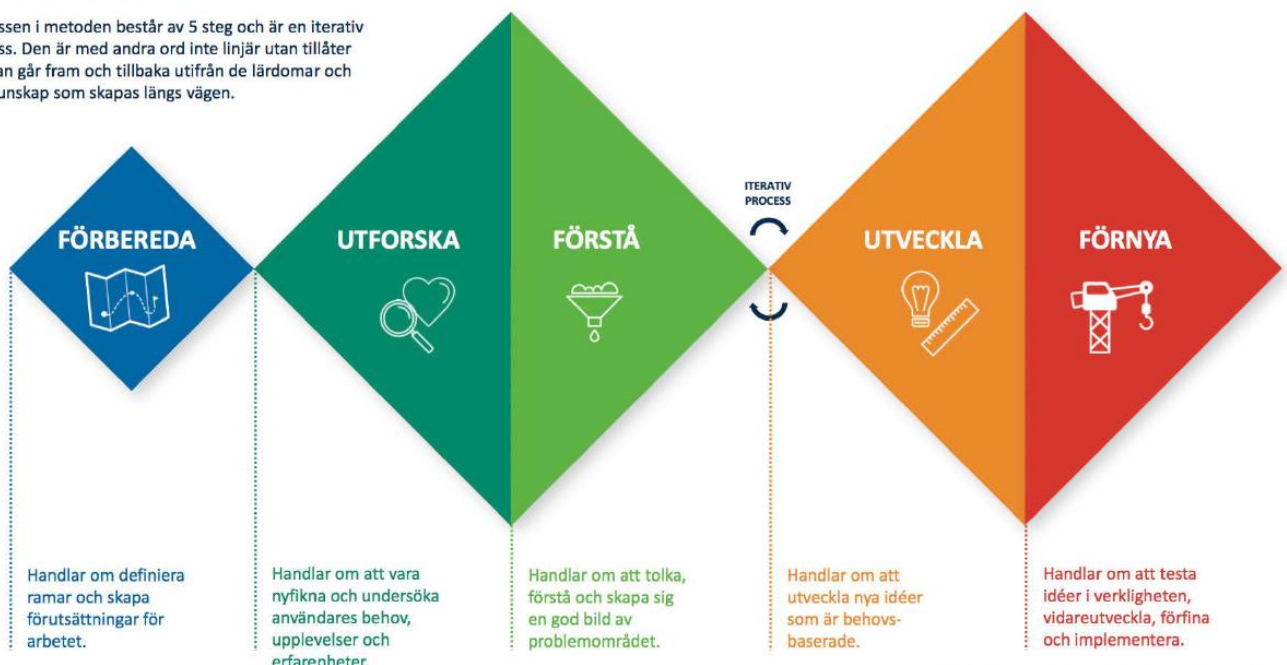 ssen i metoden består av 5 steg och är en iterativ
ss. Den är med andra ord inte linjär utan tillåter
an går fram och tillbaka utifrån de lärdomar och
unskap som skapas längs vägen.
ITERATIV
PROCESS
FÖRBEREDA
UTFORSKA
FÖRSTÅ
UTVECKLA
FÖRNYA
Handlar om definiera
ramar och skapa
förutsättningar för
arbetet.
Handlar om att vara
nyfikna och undersöka
användares behov,
upplevelser och
erfarenheter
Handlar om att tolka,
förstå och skapa sig
en god bild av
problemområdet.
Handlar om att
utveckla nya idéer
som är behovs-
baserade.
Handlar om att testa
idéer i verkligheten,
vidareutveckla, förfina
och implementera.